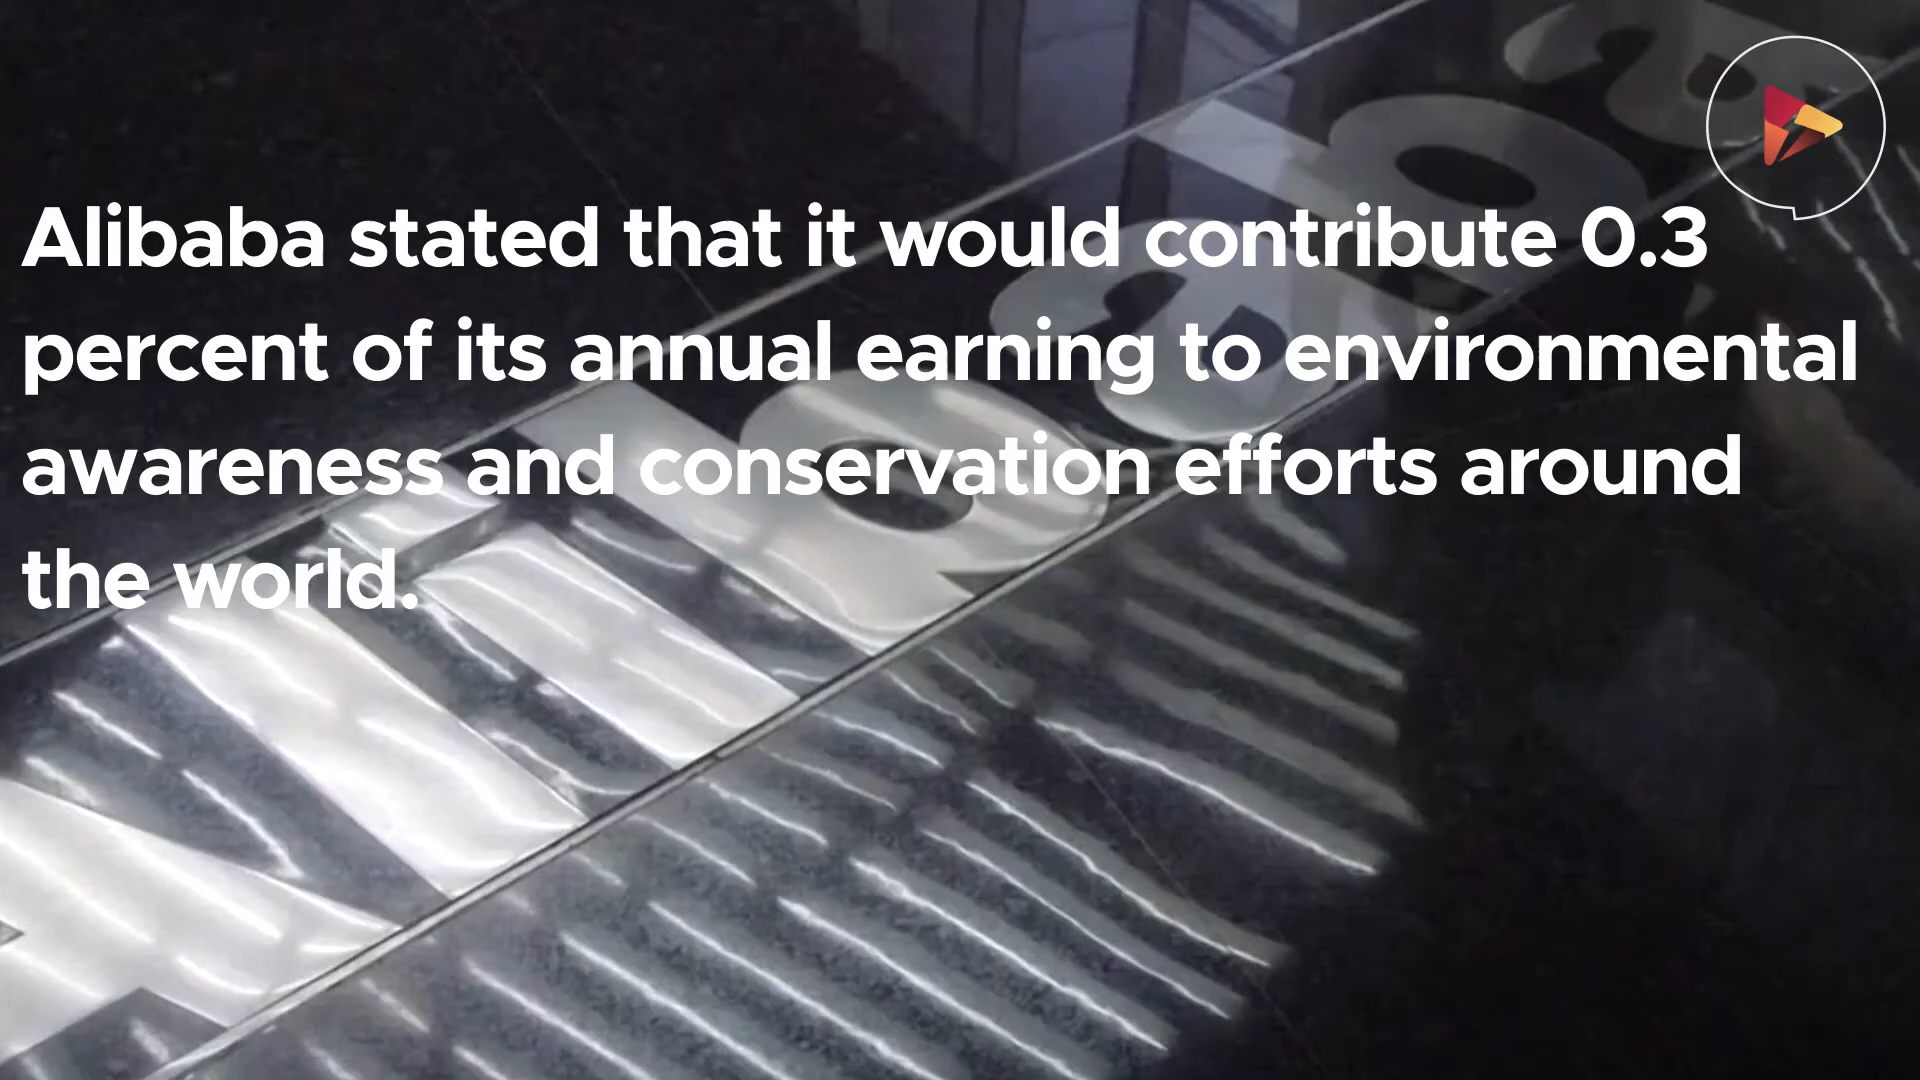 Alibaba stated that it would contribute 0.3
percent of its annual earning to environmental
awareness and conservation efforts around
the world.
Alibaba